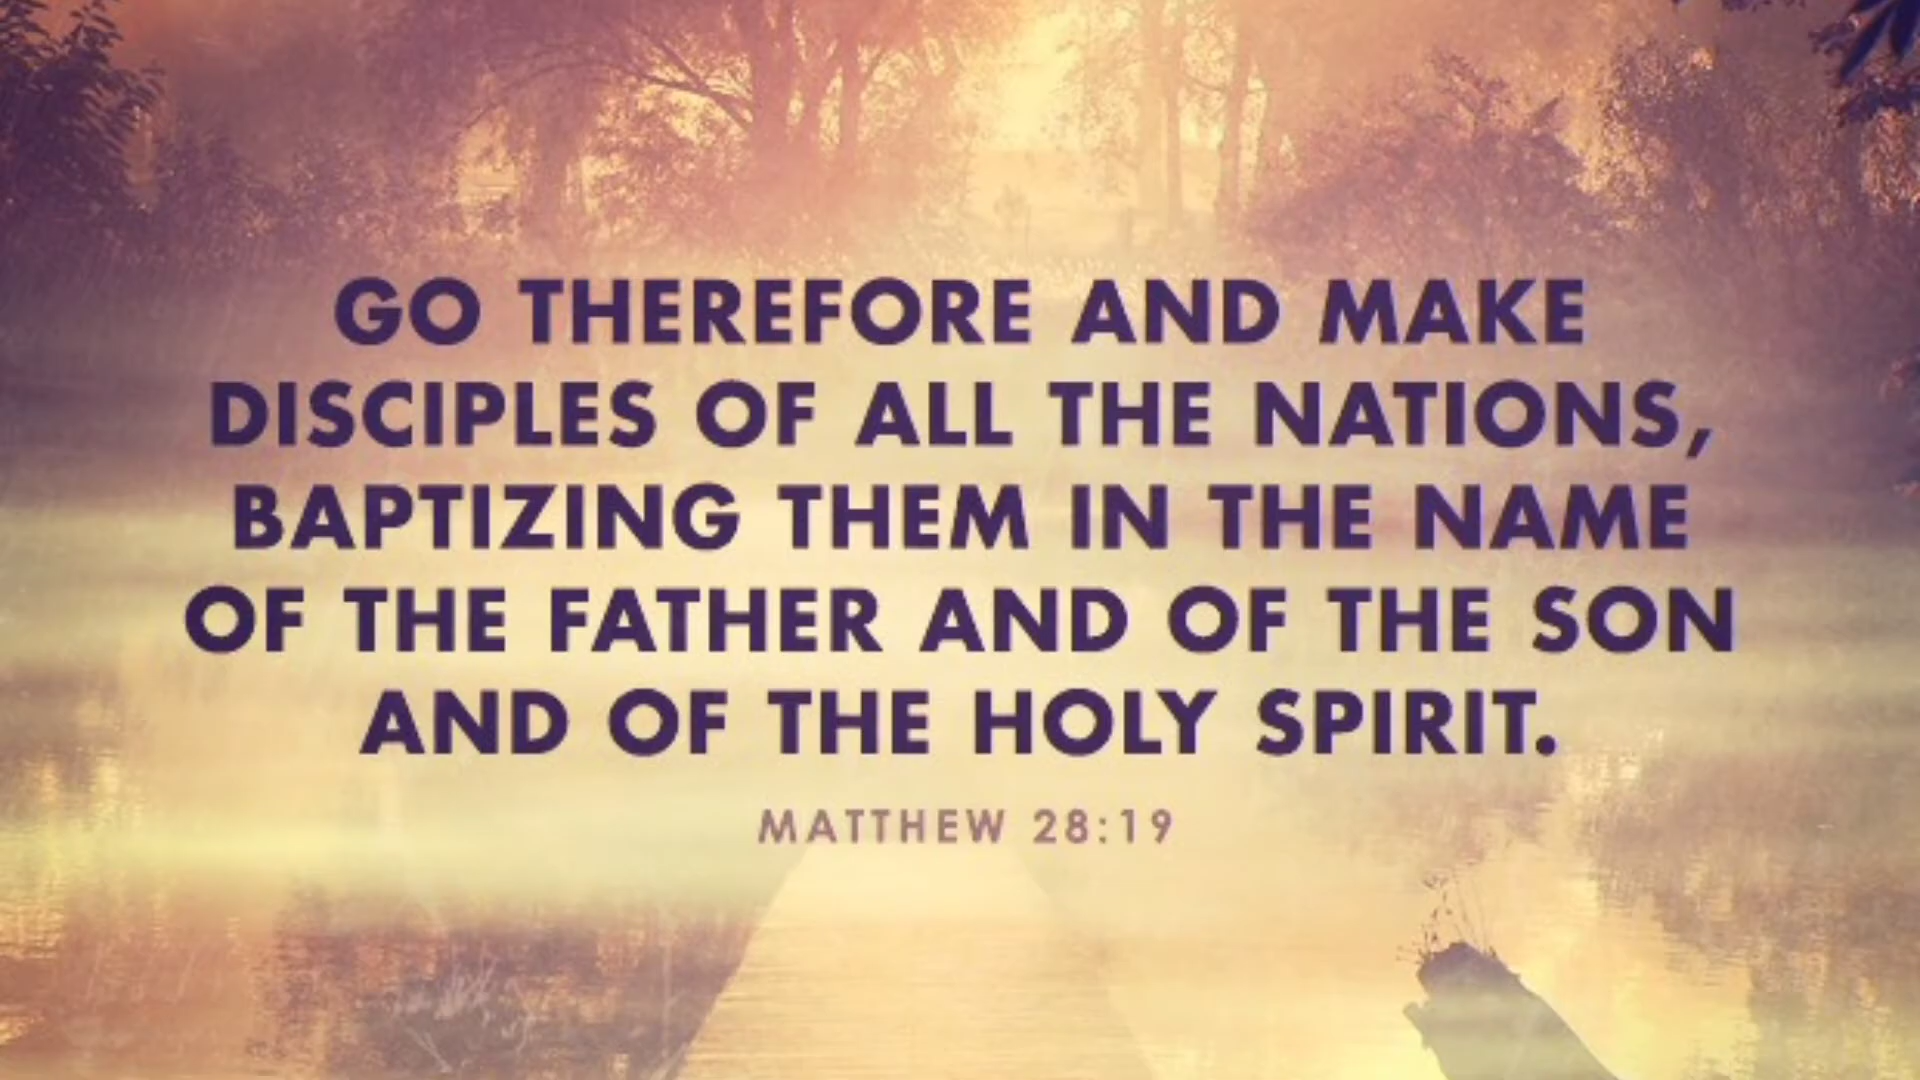 GO THEREFORE AND MAKE
DISCIPLES OF ALL THE NATIONS,
BAPTIZING THEM IN THE NAME
OF THE FATHER AND OF THE SON
AND OF THE HOLY SPIRIT.
MATTHEW 28:19